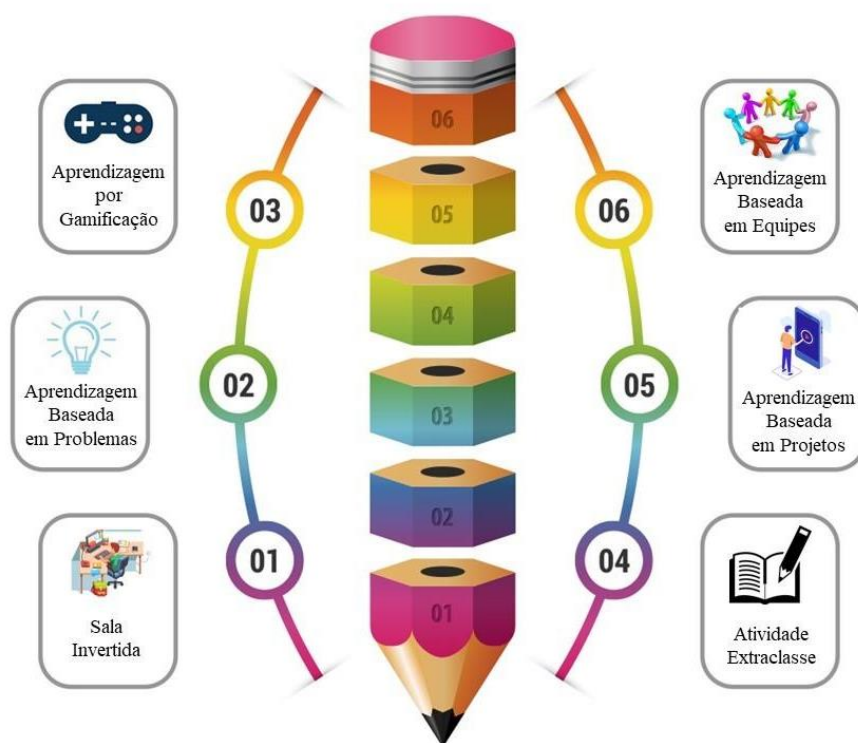 03
Aprendizagem
por
Gamificação
02
Aprendizagem
Baseada
em Problemas
01
Sala
Invertida
06
05
04
03
02
01
06
Aprendizagem
Baseada
em Equipes
05
Aprendizagem
Baseada
em Projetos
04
Atividade
Extraclasse